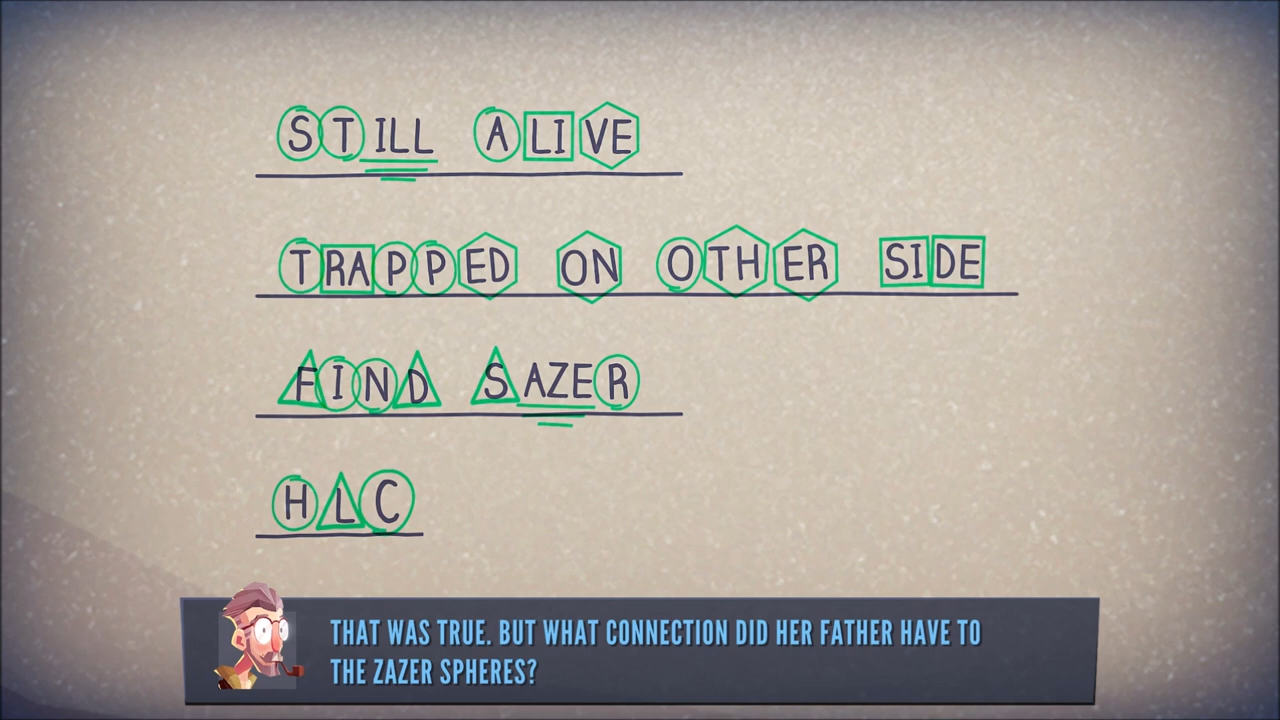 STILL ALIVE
TRAPPED ON OTHER SIDE
FIND SAZER
HLC
THAT WAS TRUE. BUT WHAT CONNECTION DID HER FATHER HAVE TO
THE ZAZER SPHERES?